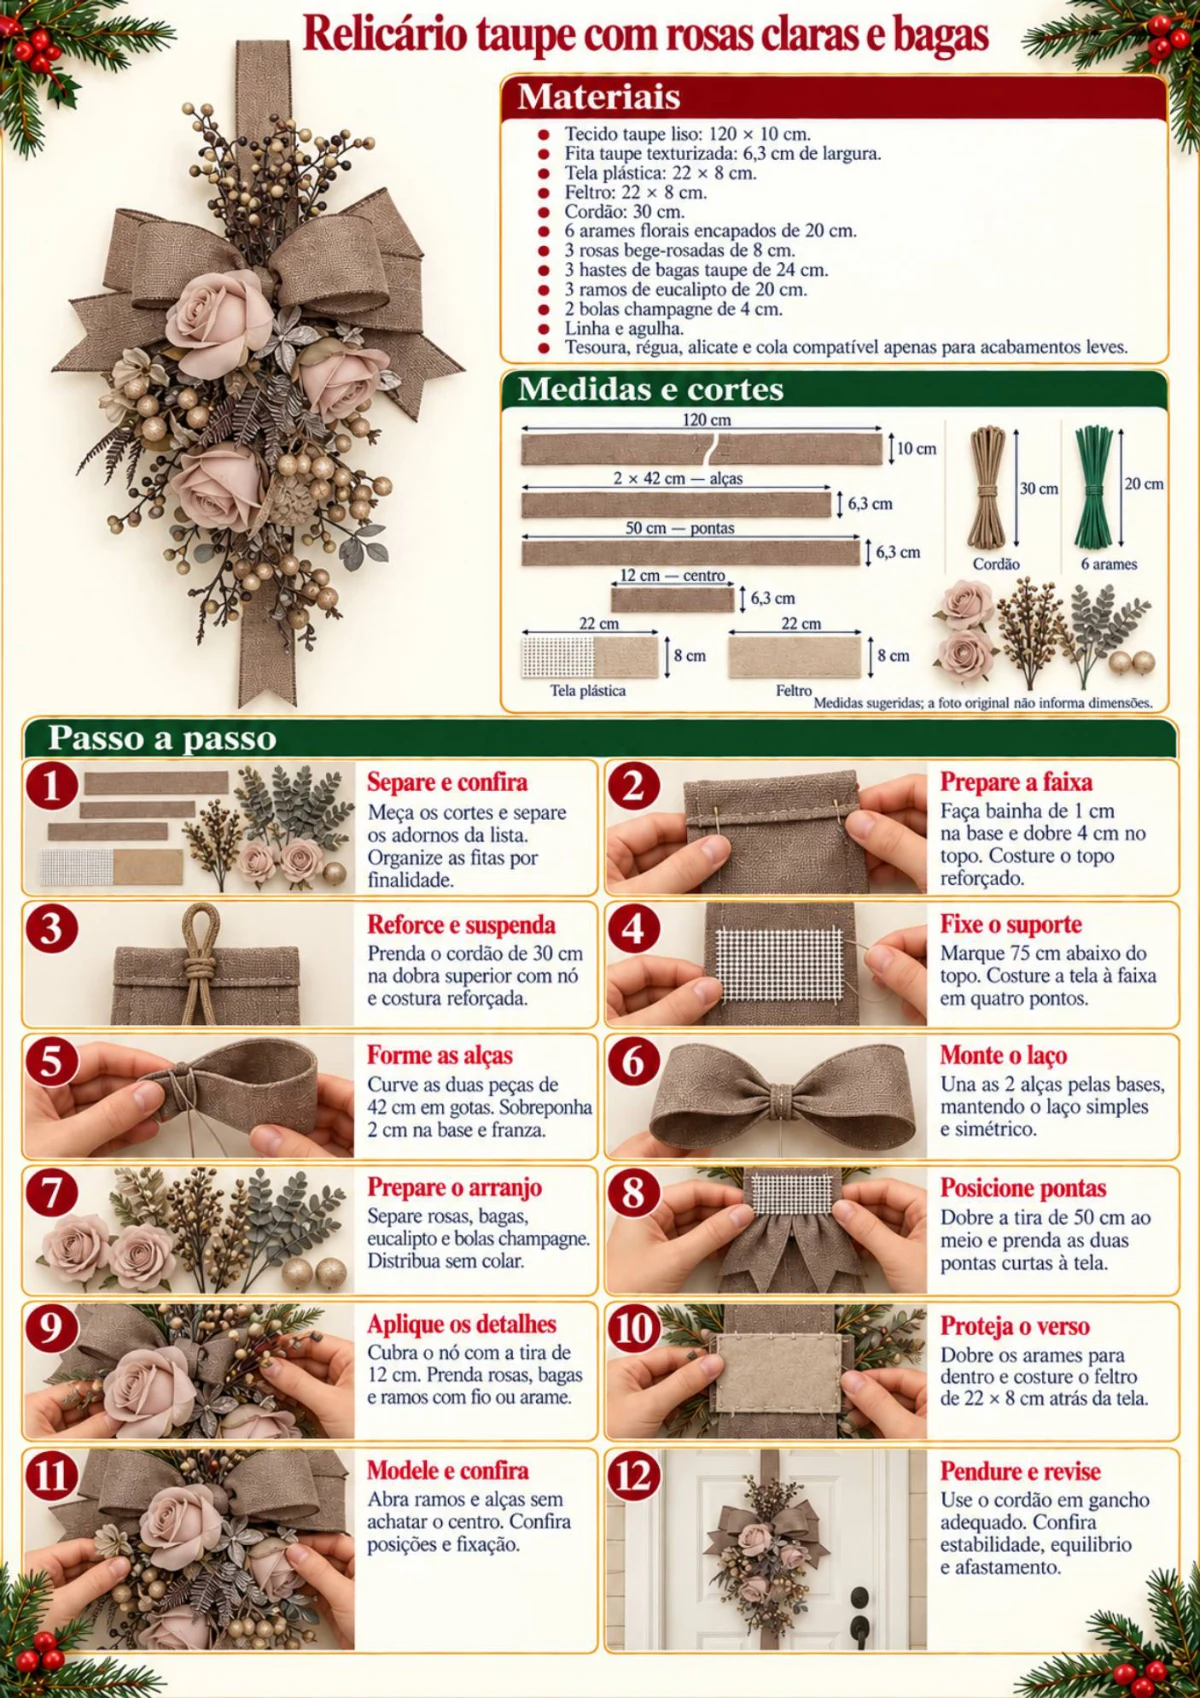 Relicário taupe com rosas claras e bagas
Materiais
Tecido taupe liso: 120 × 10 cm.
Fita taupe texturizada: 6,3 cm de largura.
Tela plástica: 22 × 8 cm.
Feltro: 22 × 8 cm.
Cordão: 30 cm.
6 arames florais encapados de 20 cm.
3 rosas bege-rosadas de 8 cm.
3 hastes de bagas taupe de 24 cm.
3 ramos de eucalipto de 20 cm.
2 bolas champagne de 4 cm.
Linha e agulha.
Tesoura, régua, alicate e cola compatível apenas para acabamentos leves.
Medidas e cortes
120 cm
10 cm
2 × 42 cm — alças
6,3 cm
50 cm — pontas
6,3 cm
12 cm — centro
6,3 cm
22 cm
8 cm
Tela plástica
22 cm
8 cm
Feltro
30 cm
Cordão
20 cm
6 arames
Medidas sugeridas; a foto original não informa dimensões.
Passo a passo
1
Separe e confira
Meça os cortes e separe
os adornos da lista.
Organize as fitas por
finalidade.
2
Prepare a faixa
Faça bainha de 1 cm
na base e dobre 4 cm no
topo. Costure o topo
reforçado.
3
Reforce e suspenda
Prenda o cordão de 30 cm
na dobra superior com nó
e costura reforçada.
4
Fixe o suporte
Marque 75 cm abaixo do
topo. Costure a tela à faixa
em quatro pontos.
5
Forme as alças
Curve as duas peças de
42 cm em gotas. Sobreponha
2 cm na base e franza.
6
Monte o laço
Una as 2 alças pelas bases,
mantendo o laço simples
e simétrico.
7
Prepare o arranjo
Separe rosas, bagas,
eucalipto e bolas champagne.
Distribua sem colar.
8
Posicione pontas
Dobre a tira de 50 cm ao
meio e prenda as duas
pontas curtas à tela.
9
Aplique os detalhes
Cubra o nó com a tira de
12 cm. Prenda rosas, bagas
e ramos com fio ou arame.
10
Proteja o verso
Dobre os arames para
dentro e costure o feltro
de 22 × 8 cm atrás da tela.
11
Modele e confira
Abra ramos e alças sem
achatar o centro. Confira
posições e fixação.
12
Pendure e revise
Use o cordão em gancho
adequado. Confira
estabilidade, equilibrio
e afastamento.